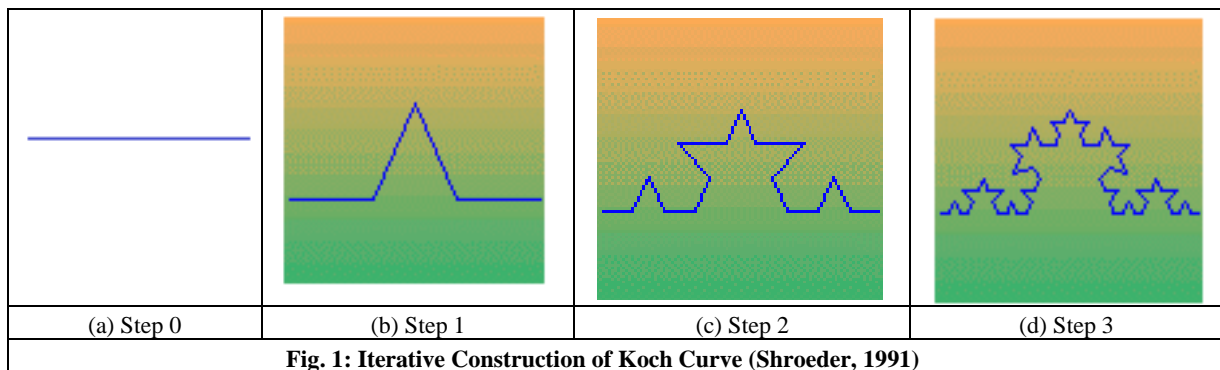 (a) Step 0 (b) Step 1 (c) Step 2 (d) Step 3
Fig. 1: Iterative Construction of Koch Curve (Shroeder, 1991)